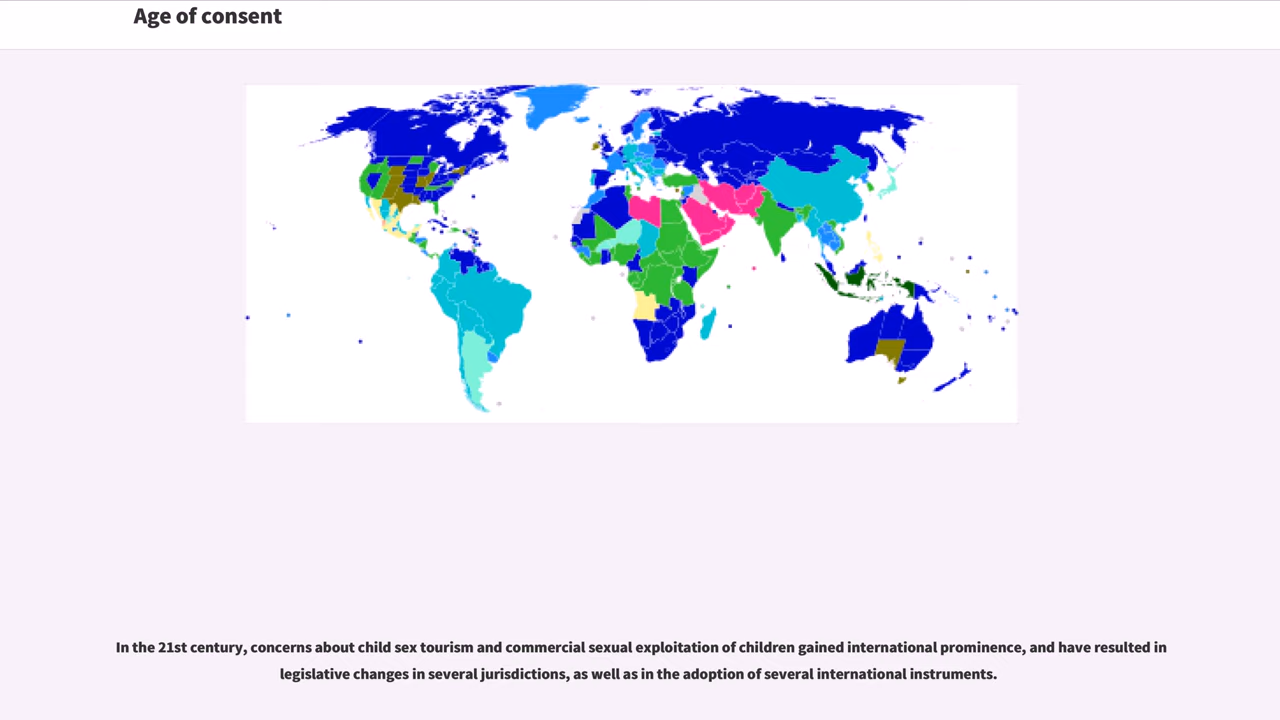 Age of consent
In the 21st century, concerns about child sex tourism and commercial sexual exploitation of children gained international prominence, and have resulted in
legislative changes in several jurisdictions, as well as in the adoption of several international instruments.